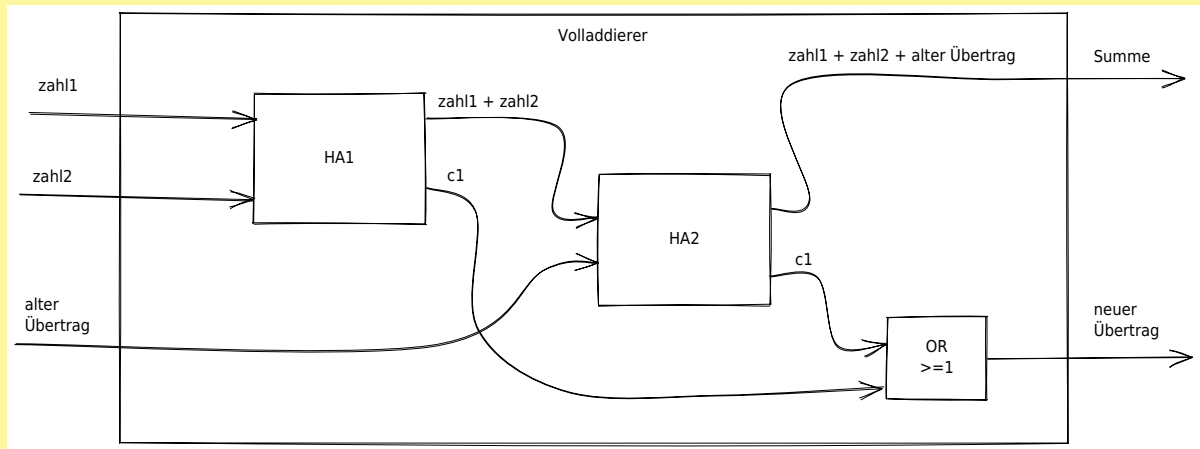 Volladdierer
zahl1 + zahl2 + alter Übertrag
Summe
zahl1
zahl1 + zahl2
HA1
zahl2
c1
HA2
c1
alter
Übertrag
neuer
Übertrag
OR
>=1